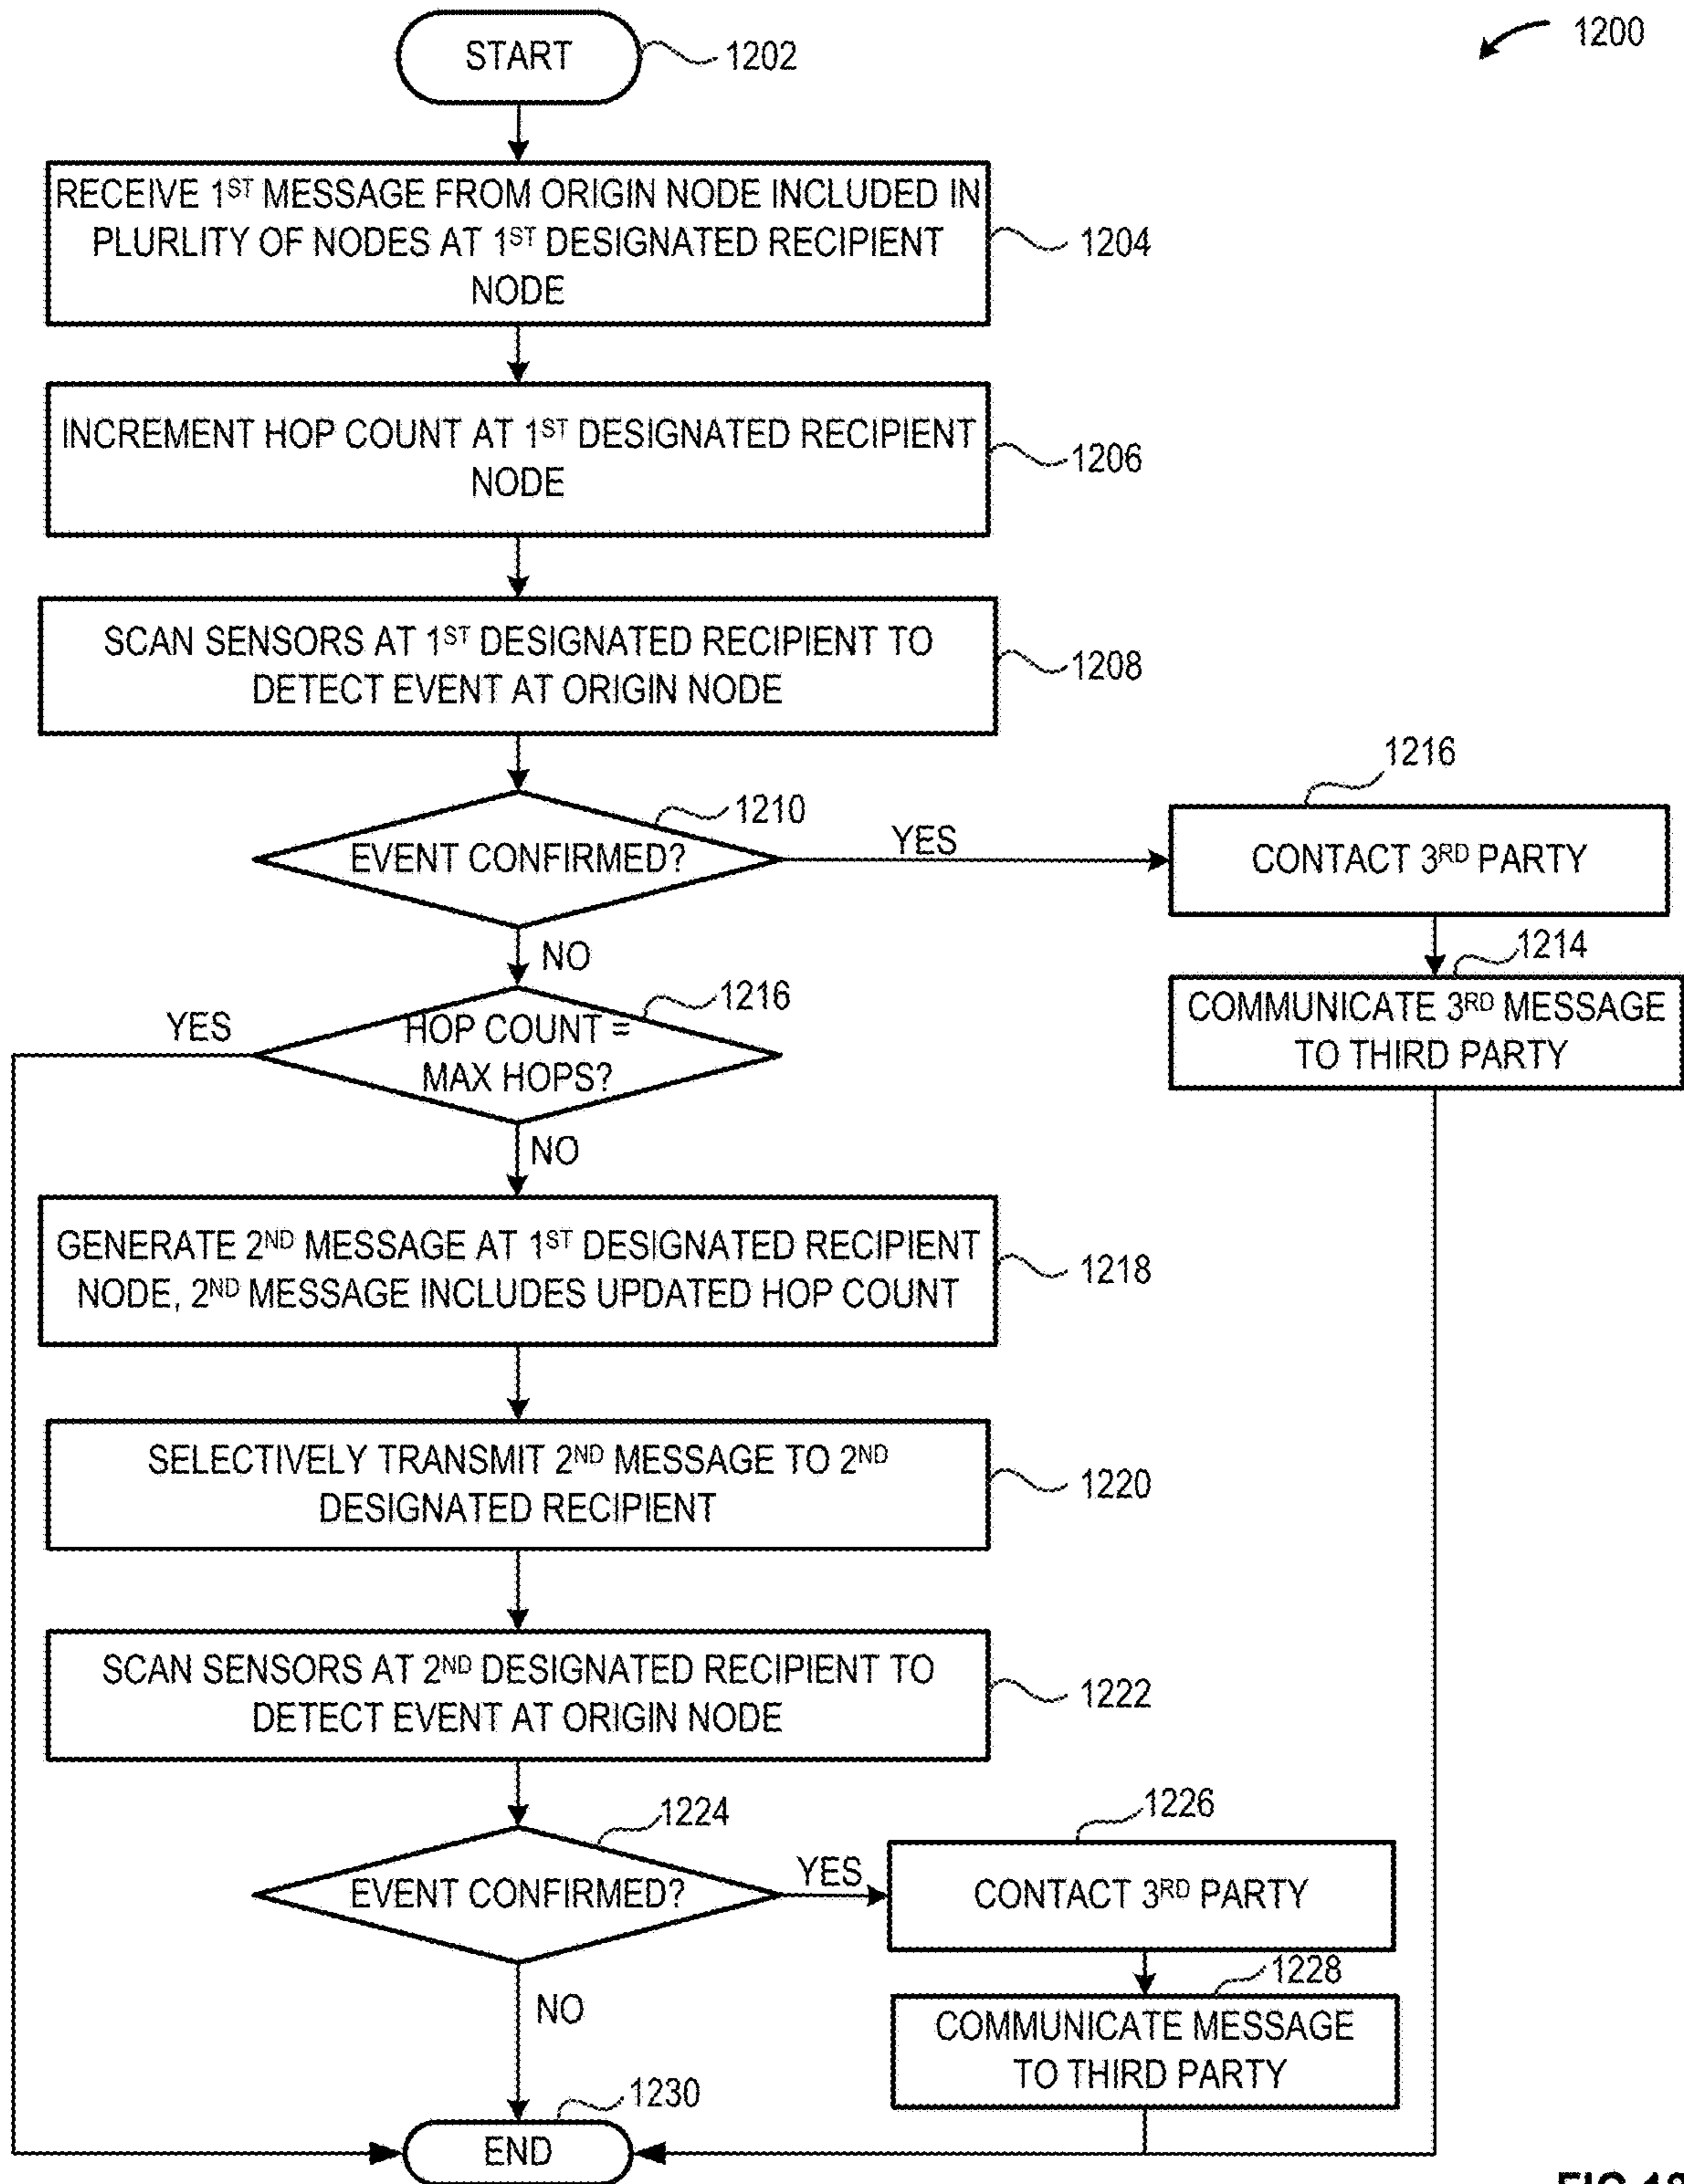 1200
START
1202
RECEIVE 1ST MESSAGE FROM ORIGIN NODE INCLUDED IN
PLURLITY OF NODES AT 1ST DESIGNATED RECIPIENT
NODE
1204
INCREMENT HOP COUNT AT 1ST DESIGNATED RECIPIENT
NODE
1206
SCAN SENSORS AT 1ST DESIGNATED RECIPIENT TO
DETECT EVENT AT ORIGIN NODE
1208
1210
EVENT CONFIRMED?
YES
1216
CONTACT 3RD PARTY
NO
1214
COMMUNICATE 3RD MESSAGE
TO THIRD PARTY
1216
YES
HOP COUNT =
MAX HOPS?
NO
GENERATE 2ND MESSAGE AT 1ST DESIGNATED RECIPIENT
NODE, 2ND MESSAGE INCLUDES UPDATED HOP COUNT
1218
SELECTIVELY TRANSMIT 2ND MESSAGE TO 2ND
DESIGNATED RECIPIENT
1220
SCAN SENSORS AT 2ND DESIGNATED RECIPIENT TO
DETECT EVENT AT ORIGIN NODE
1222
1224
EVENT CONFIRMED?
YES
1226
CONTACT 3RD PARTY
NO
1228
COMMUNICATE MESSAGE
TO THIRD PARTY
1230
END